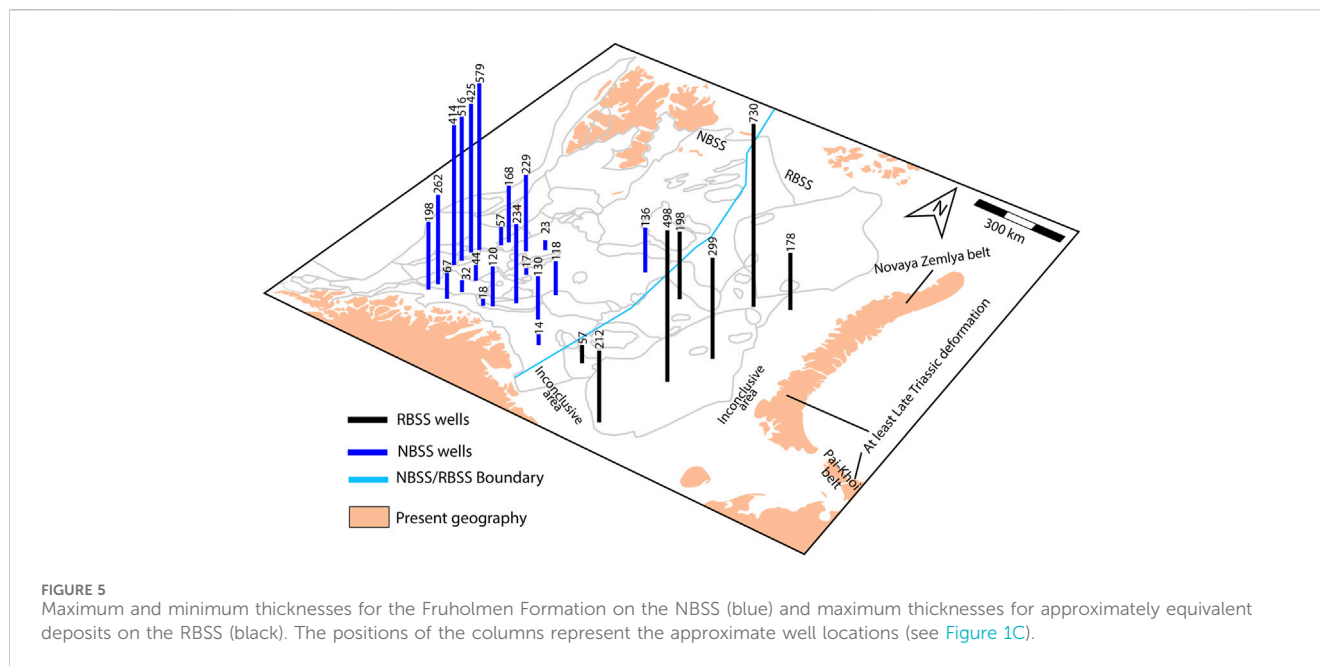 579
425
516
414
262
198
67
32
44
57
168
229
234
120
18
17
23
130
118
14
136
498
198
299
730
178
57
212
NBSS
RBSS
N
300 km
Novaya Zemlya belt
At least Late Triassic deformation
Pai-Khoi
belt
Inconclusive
area
Inconclusive
area
RBSS wells
NBSS wells
NBSS/RBSS Boundary
Present geography
FIGURE 5
Maximum and minimum thicknesses for the Fruholmen Formation on the NBSS (blue) and maximum thicknesses for approximately equivalent
deposits on the RBSS (black). The positions of the columns represent the approximate well locations (see Figure 1C).